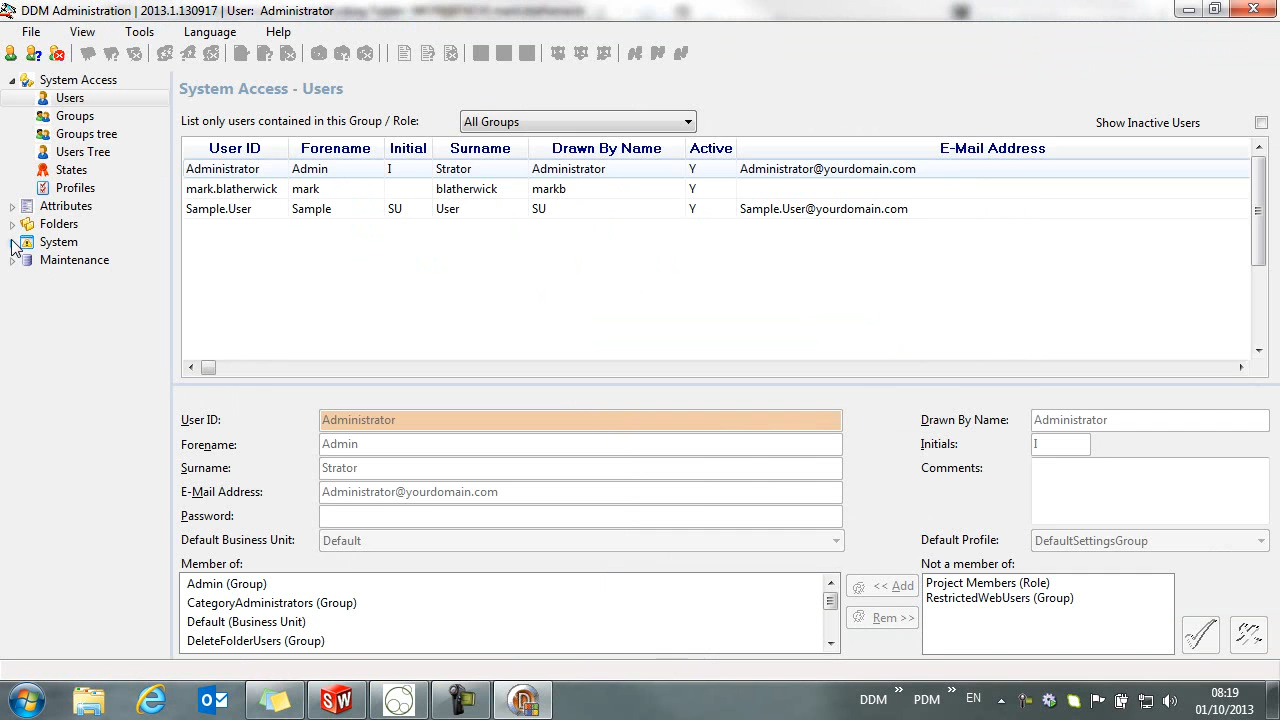 DDM Administration | 2013.1.130917 | User: Administrator
File View Tools Language Help
System Access
Users
Groups
Groups tree
Users Tree
States
Profiles
Attributes
Folders
System
Maintenance
System Access - Users
List only users contained in this Group / Role: All Groups Show Inactive Users
User ID Forename Initial Surname Drawn By Name Active E-Mail Address
Administrator Admin I Strator Administrator Y Administrator@yourdomain.com
mark.blatherwick mark blatherwick markb Y
Sample.User Sample SU User SU Y Sample.User@yourdomain.com
User ID: Administrator Drawn By Name: Administrator
Forename: Admin Initials: I
Surname: Strator Comments:
E-Mail Address: Administrator@yourdomain.com
Password:
Default Business Unit: Default Default Profile: DefaultSettingsGroup
Member of: Not a member of:
Admin (Group) << Add Project Members (Role)
CategoryAdministrators (Group) RestrictedWebUsers (Group)
Default (Business Unit) Rem >>
DeleteFolderUsers (Group)
SW
DDM » PDM » EN 08:19
01/10/2013